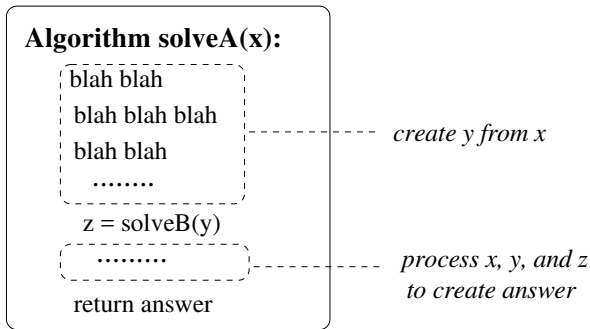 Algorithm solveA(x):
blah blah
blah blah blah
blah blah
........
create y from x
z = solveB(y)
.........
process x, y, and z
to create answer
return answer